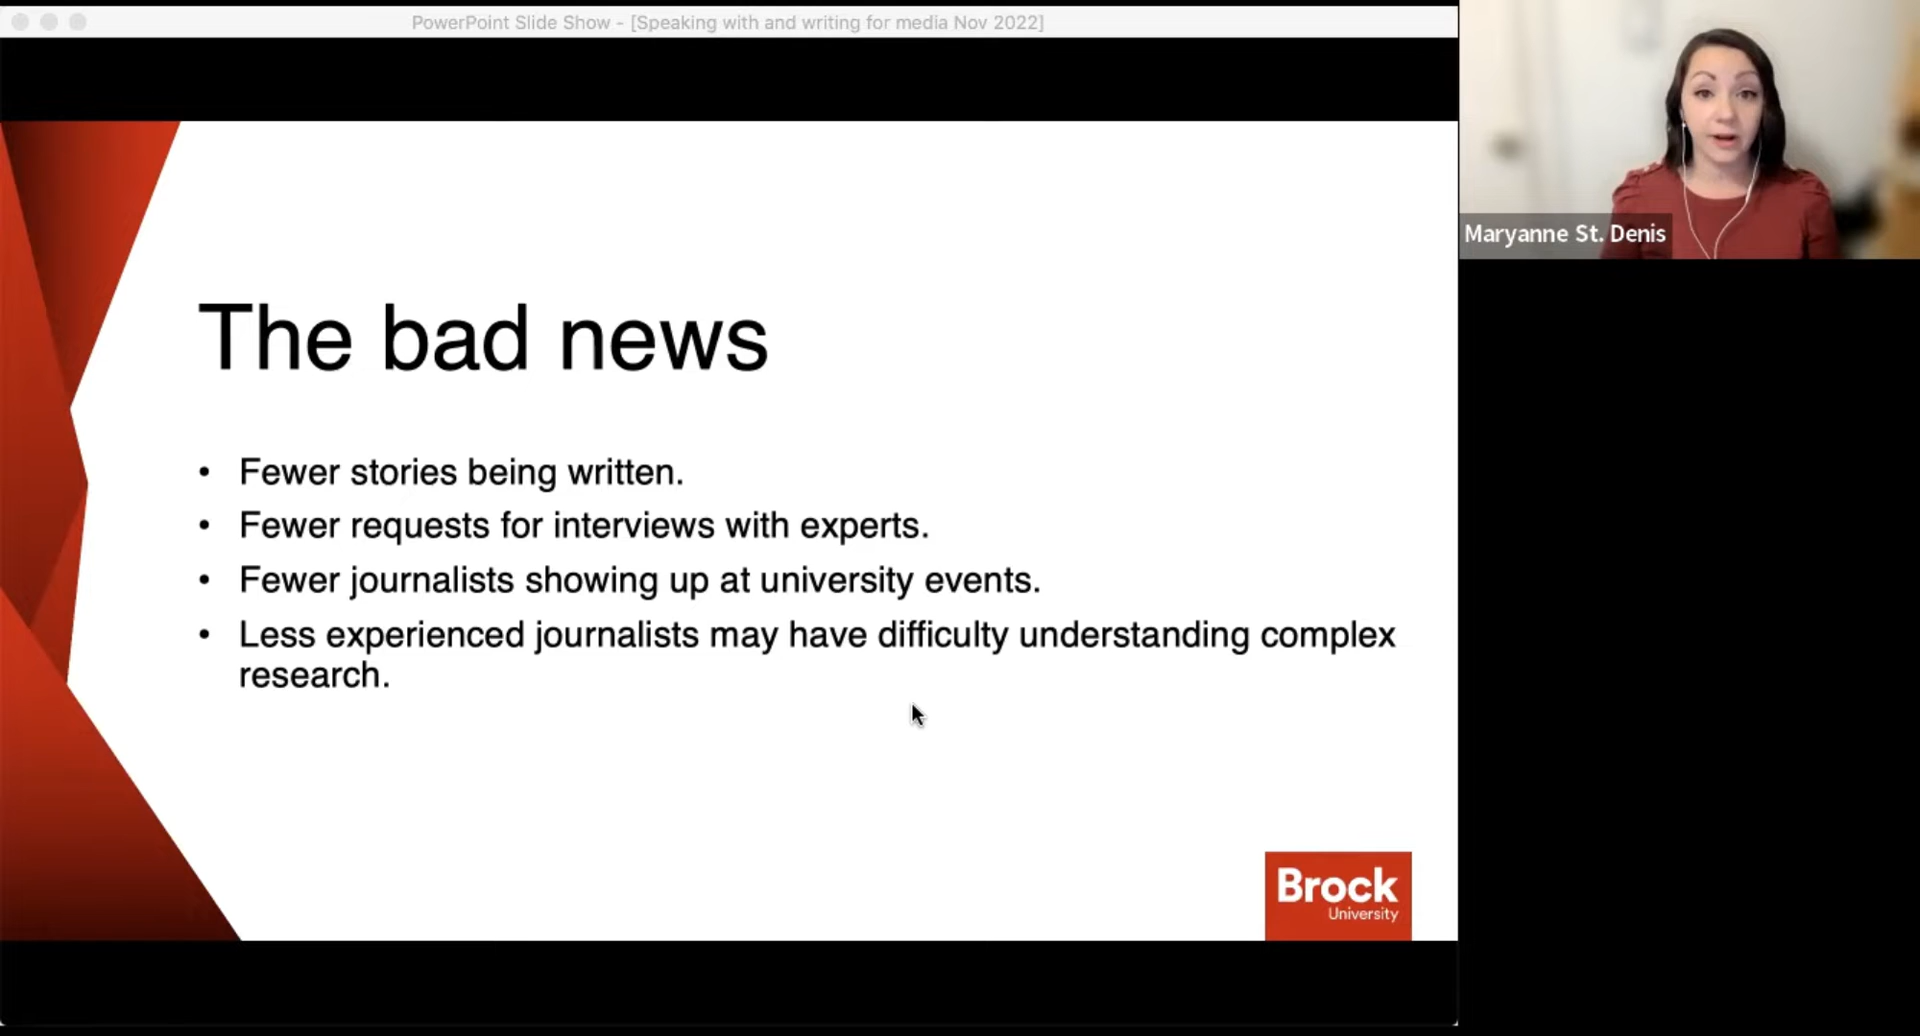 PowerPoint Slide Show - [Speaking with and writing for media Nov 2022]
Maryanne St. Denis
The bad news
• Fewer stories being written.
• Fewer requests for interviews with experts.
• Fewer journalists showing up at university events.
• Less experienced journalists may have difficulty understanding complex
research.
Brock
University